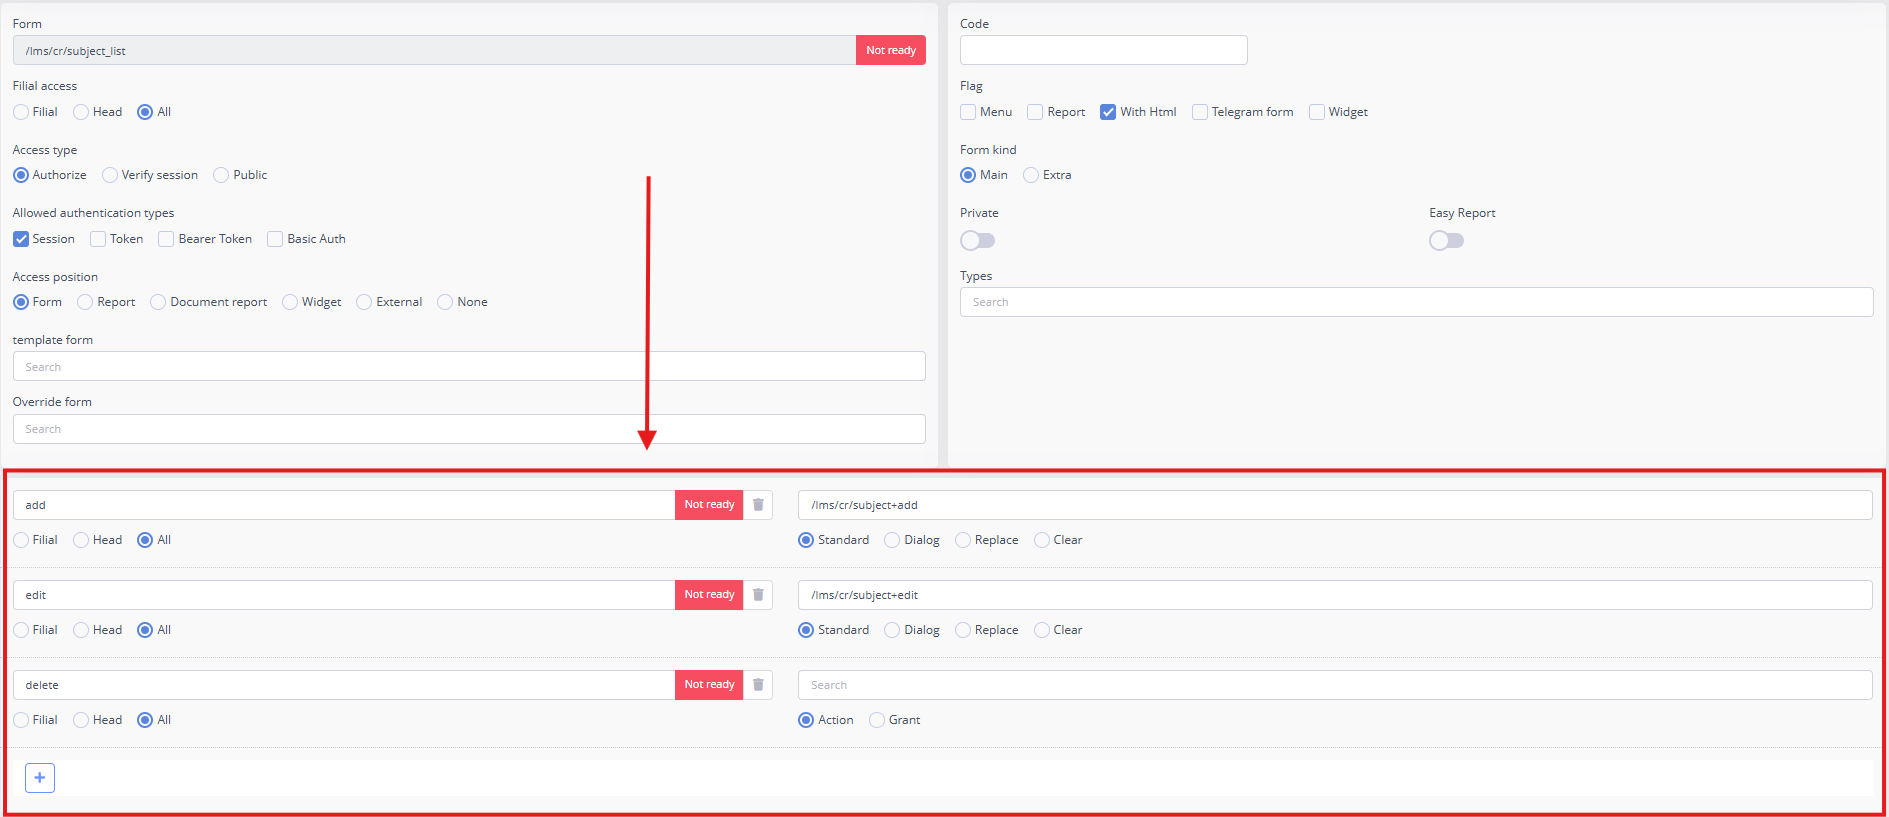 Form
/lms/cr/subject_list Not ready
Filial access
Filial Head All
Access type
Authorize Verify session Public
Allowed authentication types
Session Token Bearer Token Basic Auth
Access position
Form Report Document report Widget External None
template form
Search
Override form
Search
Code
Flag
Menu Report With Html Telegram form Widget
Form kind
Main Extra
Private Easy Report
Types
Search
add Not ready /lms/cr/subject+add
Filial Head All Standard Dialog Replace Clear
edit Not ready /lms/cr/subject+edit
Filial Head All Standard Dialog Replace Clear
delete Not ready Search
Filial Head All Action Grant
+